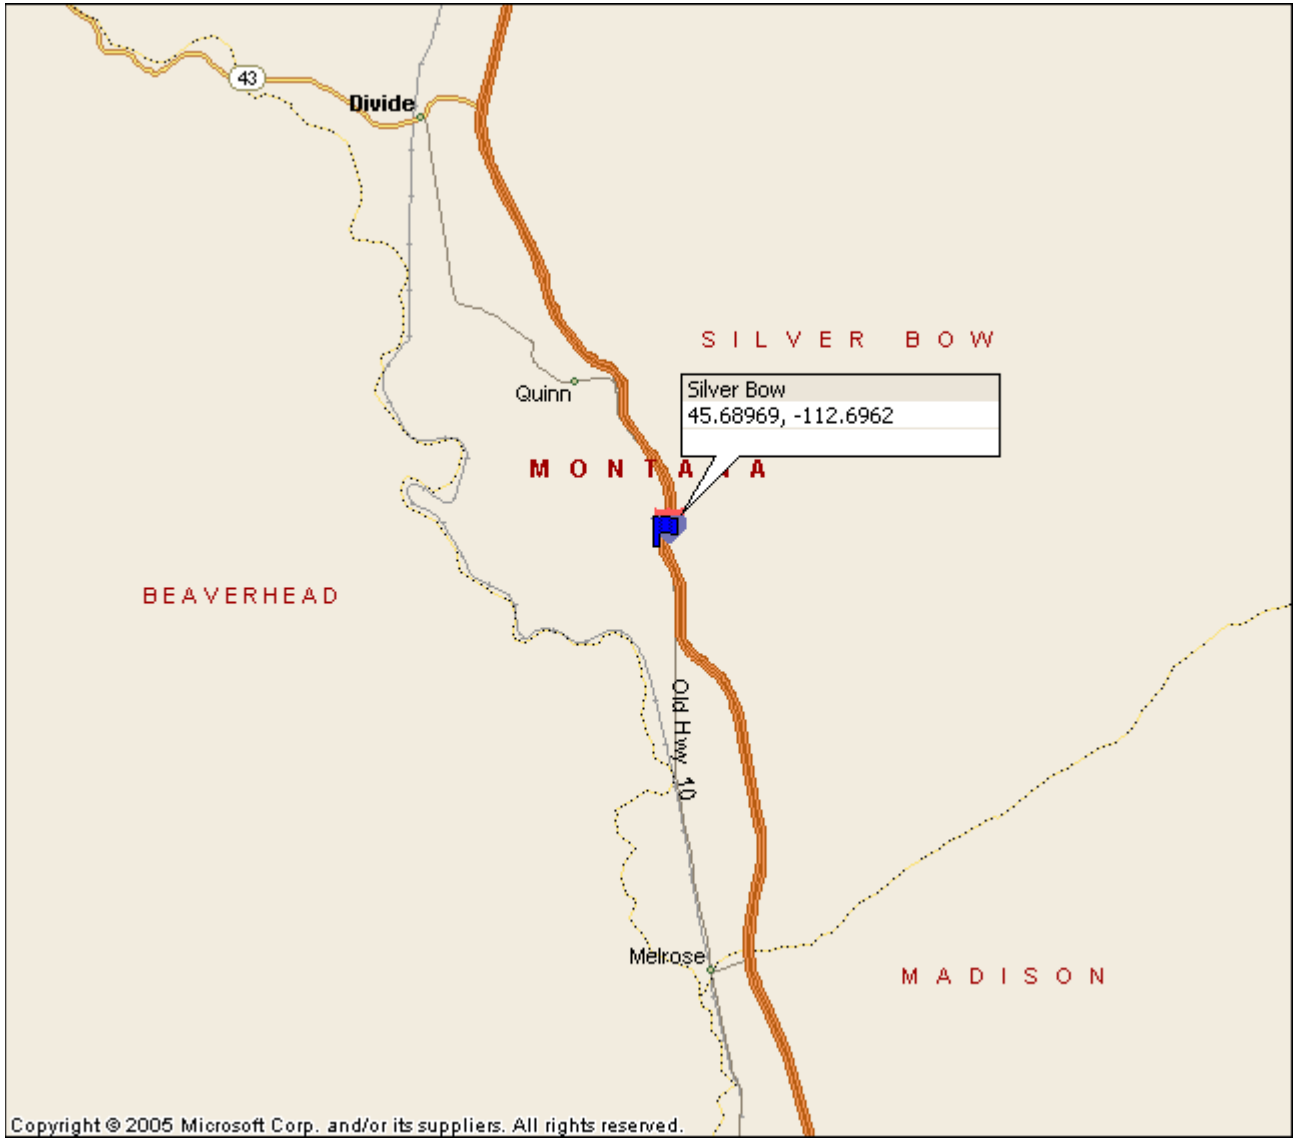 43
Divide
SILVER BOW
Silver Bow
45.68969, -112.6962
Quinn
MONTANA
BEAVERHEAD
Old Hwy 10
Melrose
MADISON
Copyright © 2005 Microsoft Corp. and/or its suppliers. All rights reserved.